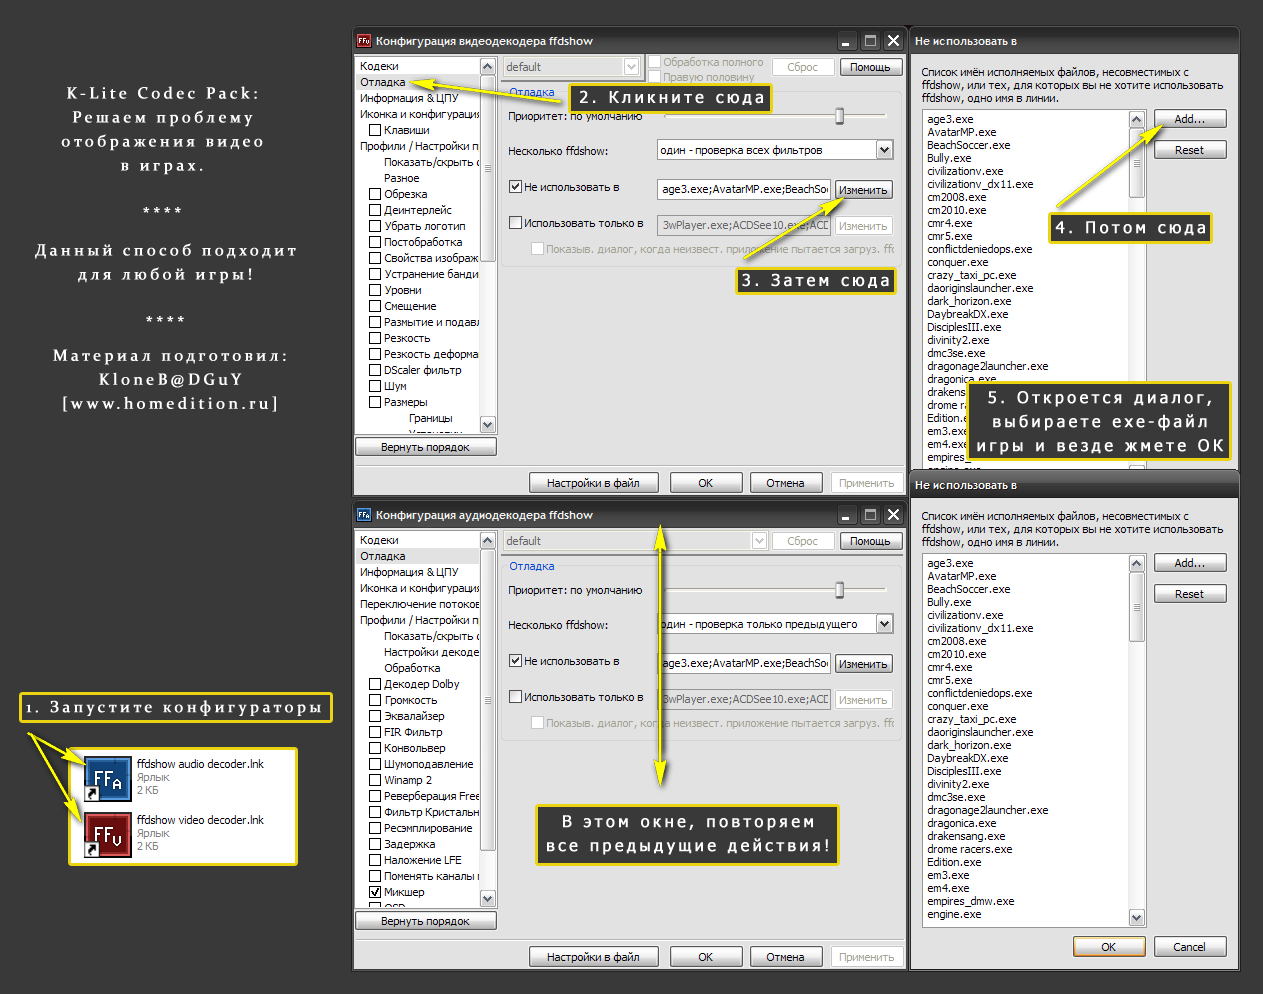 K-Lite Codec Pack:
Решаем проблему
отображения видео
в играх.
****
Данный способ подходит
для любой игры!
****
Материал подготовил:
KloneB@DGuY
[www.homedition.ru]
1. Запустите конфигураторы
FFA
ffdshow audio decoder.lnk
Ярлык
2 КБ
FFV
ffdshow video decoder.lnk
Ярлык
2 КБ
Конфигурация видеодекодера ffdshow
Кодеки
Отладка
Информация & ЦПУ
Иконка и конфигурация
Клавиши
Профили / Настройки п
Показать/скрыть
Разное
Обрезка
Деинтерлейс
Убрать логотип
Постобработка
Свойства изображ
Устранение банди
Уровни
Смещение
Размытие и подавл
Резкость
Резкость деформа
DScaler фильтр
Шум
Размеры
Границы
Вернуть порядок
default
Обработка полного
Правую половину
Сброс
Помощь
Отладка
2. Кликните сюда
Приоритет: по умолчанию
Несколько ffdshow:
один - проверка всех фильтров
Не использовать в
age3.exe;AvatarMP.exe;BeachSo
Изменить
Использовать только в
3wPlayer.exe;ACDSee10.exe;ACD
Изменить
Показыв. диалог, когда неизвест. приложение пытается загруз. ffd
3. Затем сюда
Настройки в файл
OK
Отмена
Применить
Не использовать в
Список имён исполняемых файлов, несовместимых с
ffdshow, или тех, для которых вы не хотите использовать
ffdshow, одно имя в линии.
age3.exe
AvatarMP.exe
BeachSoccer.exe
Bully.exe
civilizationv.exe
civilizationv_dx11.exe
cm2008.exe
cm2010.exe
cmr4.exe
cmr5.exe
conflictdeniedops.exe
conquer.exe
crazy_taxi_pc.exe
daoriginslauncher.exe
dark_horizon.exe
DaybreakDX.exe
DisciplesIII.exe
divinity2.exe
dmc3se.exe
dragonage2launcher.exe
dragonica.exe
drakensan
drome ra
Edition.e
em3.exe
em4.exe
empires_
Add...
Reset
4. Потом сюда
5. Откроется диалог,
выбираете exe-файл
игры и везде жмете OK
Конфигурация аудиодекодера ffdshow
Кодеки
Отладка
Информация & ЦПУ
Иконка и конфигурация
Переключение потоков
Профили / Настройки п
Показать/скрыть
Настройки декоде
Обработка
Декодер Dolby
Громкость
Эквалайзер
FIR Фильтр
Конвольвер
Шумоподавление
Winamp 2
Реверберация Free
Фильтр Кристальн
Ресэмплирование
Задержка
Наложение LFE
Поменять каналы
Микшер
OSD
Вернуть порядок
default
Сброс
Помощь
Отладка
Приоритет: по умолчанию
Несколько ffdshow:
один - проверка только предыдущего
Не использовать в
age3.exe;AvatarMP.exe;BeachSo
Изменить
Использовать только в
3wPlayer.exe;ACDSee10.exe;ACD
Изменить
Показыв. диалог, когда неизвест. приложение пытается загруз. ffd
В этом окне, повторяем
все предыдущие действия!
Настройки в файл
OK
Отмена
Применить
Не использовать в
Список имён исполняемых файлов, несовместимых с
ffdshow, или тех, для которых вы не хотите использовать
ffdshow, одно имя в линии.
age3.exe
AvatarMP.exe
BeachSoccer.exe
Bully.exe
civilizationv.exe
civilizationv_dx11.exe
cm2008.exe
cm2010.exe
cmr4.exe
cmr5.exe
conflictdeniedops.exe
conquer.exe
crazy_taxi_pc.exe
daoriginslauncher.exe
dark_horizon.exe
DaybreakDX.exe
DisciplesIII.exe
divinity2.exe
dmc3se.exe
dragonage2launcher.exe
dragonica.exe
drakensang.exe
drome racers.exe
Edition.exe
em3.exe
em4.exe
empires_dmw.exe
engine.exe
Add...
Reset
OK
Cancel